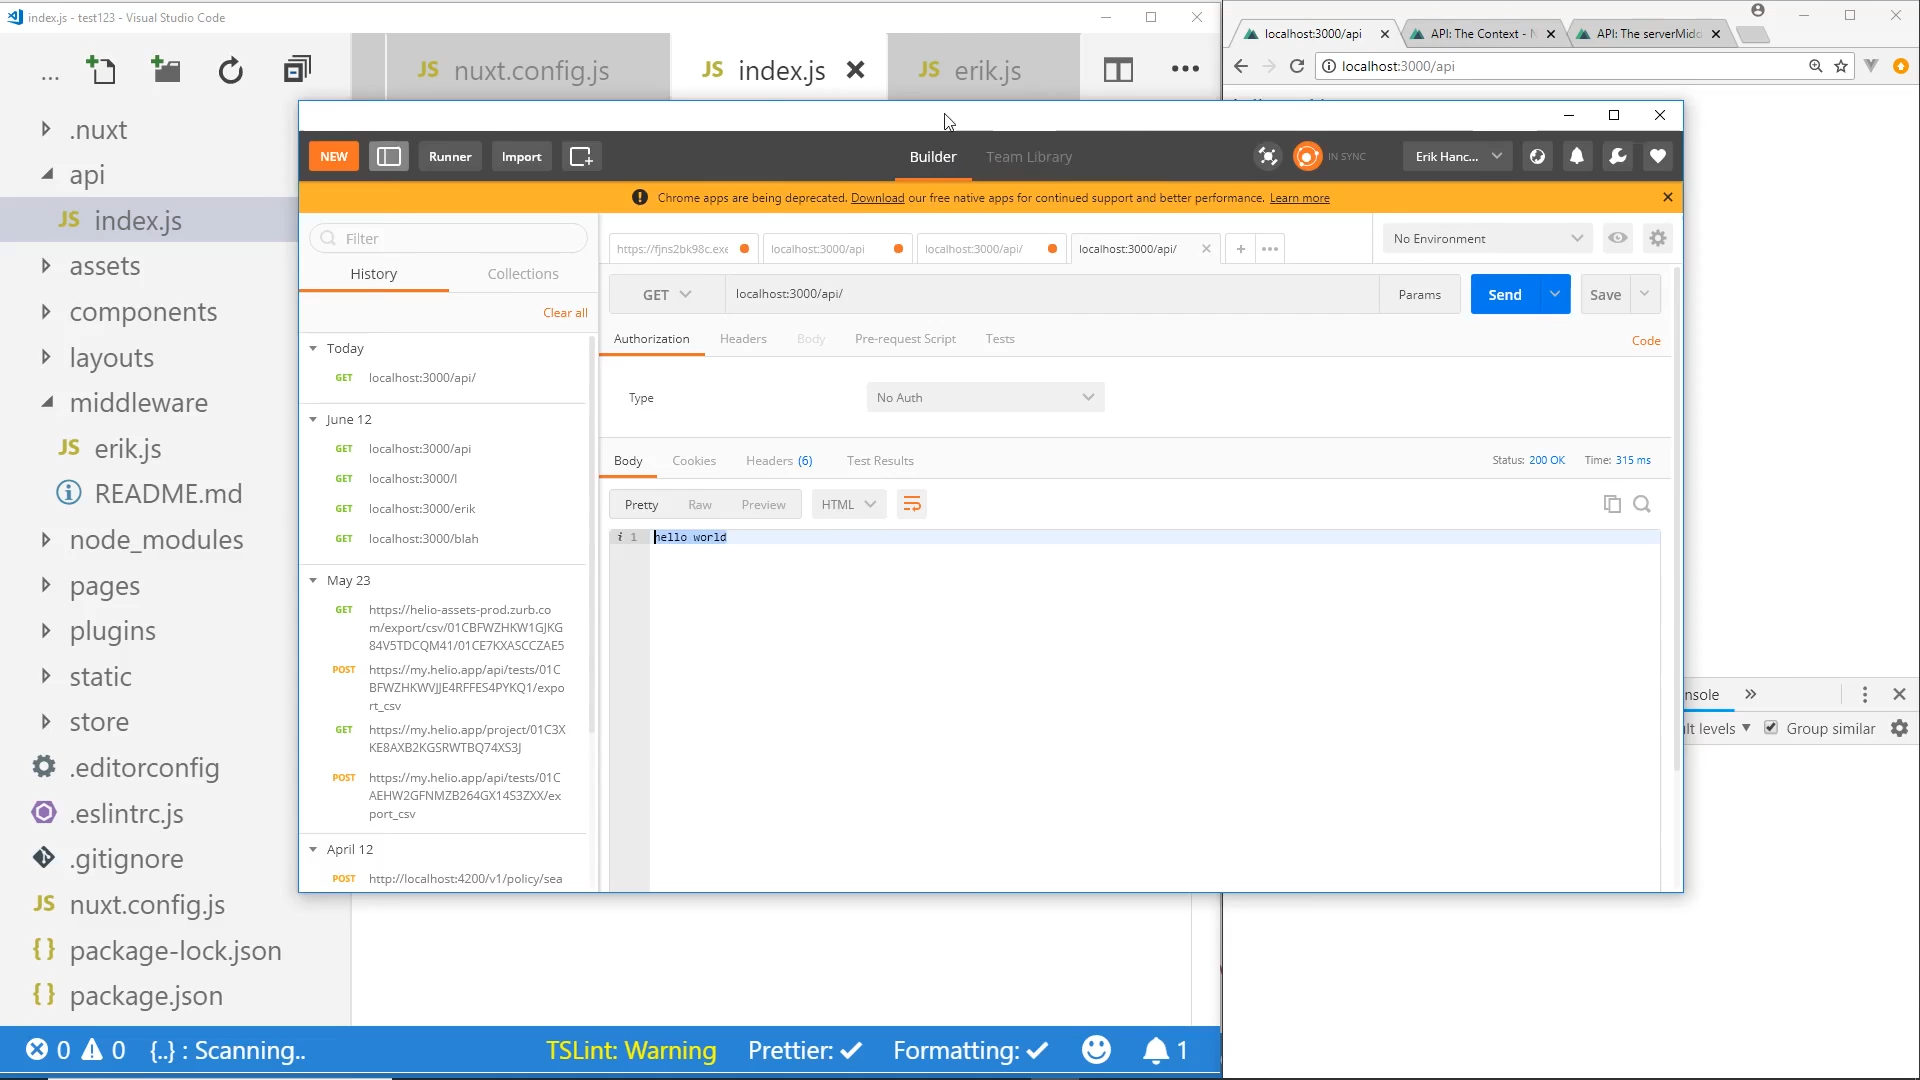 index.js - test123 - Visual Studio Code
...
JS nuxt.config.js
JS index.js
JS erik.js
.nuxt
api
JS index.js
assets
components
layouts
middleware
JS erik.js
README.md
node_modules
pages
plugins
static
store
.editorconfig
.eslintrc.js
.gitignore
JS nuxt.config.js
{} package-lock.json
{} package.json
0 0 {..} : Scanning..
TSLint: Warning
Prettier:
Formatting:
1
localhost:3000/api
API: The Context - 
API: The serverMidd
localhost:3000/api
NEW
Runner
Import
Builder
Team Library
IN SYNC
Erik Hanc...
Chrome apps are being deprecated. Download our free native apps for continued support and better performance. Learn more
Filter
History
Collections
Clear all
Today
GET localhost:3000/api/
June 12
GET localhost:3000/api
GET localhost:3000/l
GET localhost:3000/erik
GET localhost:3000/blah
May 23
GET https://helio-assets-prod.zurb.co
m/export/csv/01CBFWZHKW1GJKG
84V5TDCQM41/01CE7KXASCCZAE5
POST https://my.helio.app/api/tests/01C
BFWZHKWVJJE4RFFES4PYKQ1/expo
rt_csv
GET https://my.helio.app/project/01C3X
KE8AXB2KGSRWTBQ74XS3J
POST https://my.helio.app/api/tests/01C
AEHW2GFNMZB264GX14S3ZXX/ex
port_csv
April 12
POST http://localhost:4200/v1/policy/sea
https://fjns2bk98c.exe
localhost:3000/api
localhost:3000/api/
localhost:3000/api/
+
...
No Environment
GET
localhost:3000/api/
Params
Send
Save
Authorization
Headers
Body
Pre-request Script
Tests
Code
Type
No Auth
Body
Cookies
Headers (6)
Test Results
Status: 200 OK
Time: 315 ms
Pretty
Raw
Preview
HTML
i 1 hello world
nsole
ult levels
Group similar